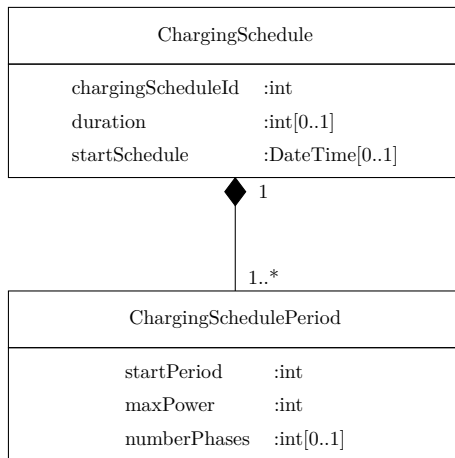 ChargingSchedule
chargingScheduleId :int
duration :int[0..1]
startSchedule :DateTime[0..1]
1
1..*
ChargingSchedulePeriod
startPeriod :int
maxPower :int
numberPhases :int[0..1]